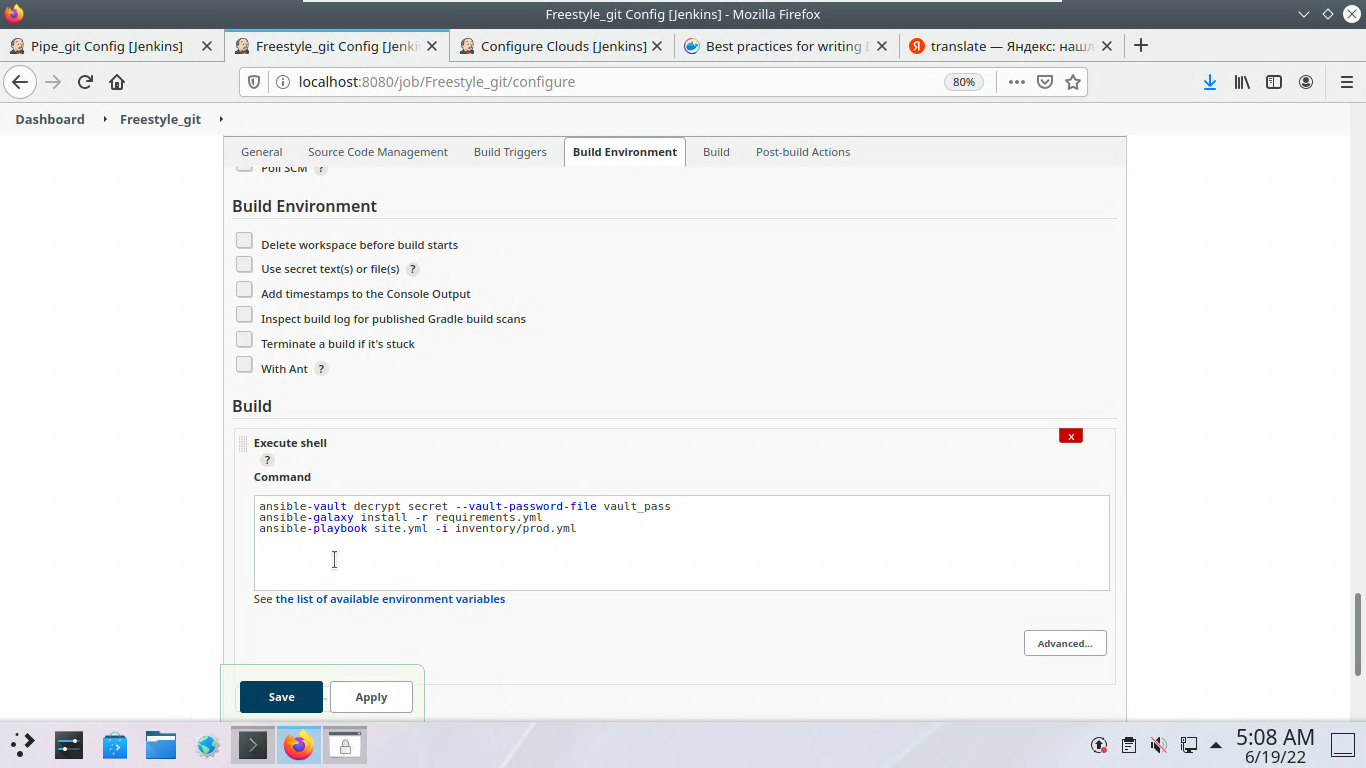 Freestyle_git Config [Jenkins] - Mozilla Firefox
Pipe_git Config [Jenkins]
Freestyle_git Config [Jenki
Configure Clouds [Jenkins]
Best practices for writing D
translate — Яндекс: нашл
localhost:8080/job/Freestyle_git/configure
80%
Dashboard
Freestyle_git
General
Source Code Management
Build Triggers
Build Environment
Build
Post-build Actions
Poll SCM ?
Build Environment
Delete workspace before build starts
Use secret text(s) or file(s) ?
Add timestamps to the Console Output
Inspect build log for published Gradle build scans
Terminate a build if it's stuck
With Ant ?
Build
Execute shell
x
?
Command
ansible-vault decrypt secret --vault-password-file vault_pass
ansible-galaxy install -r requirements.yml
ansible-playbook site.yml -i inventory/prod.yml
See the list of available environment variables
Advanced...
Save
Apply
5:08 AM
6/19/22